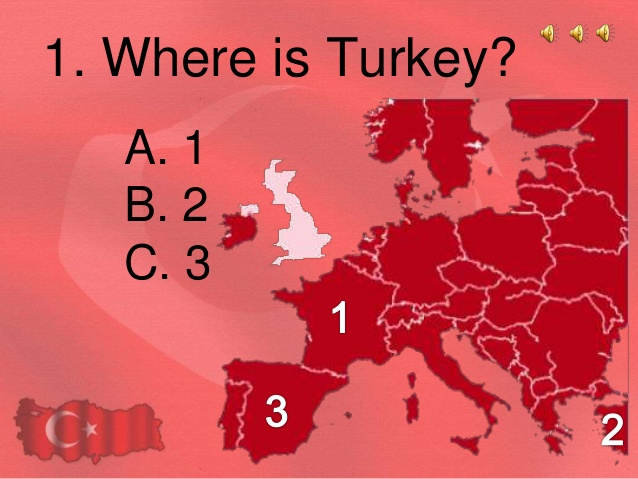 1. Where is Turkey?
A. 1
B. 2
C. 3
1
3
2